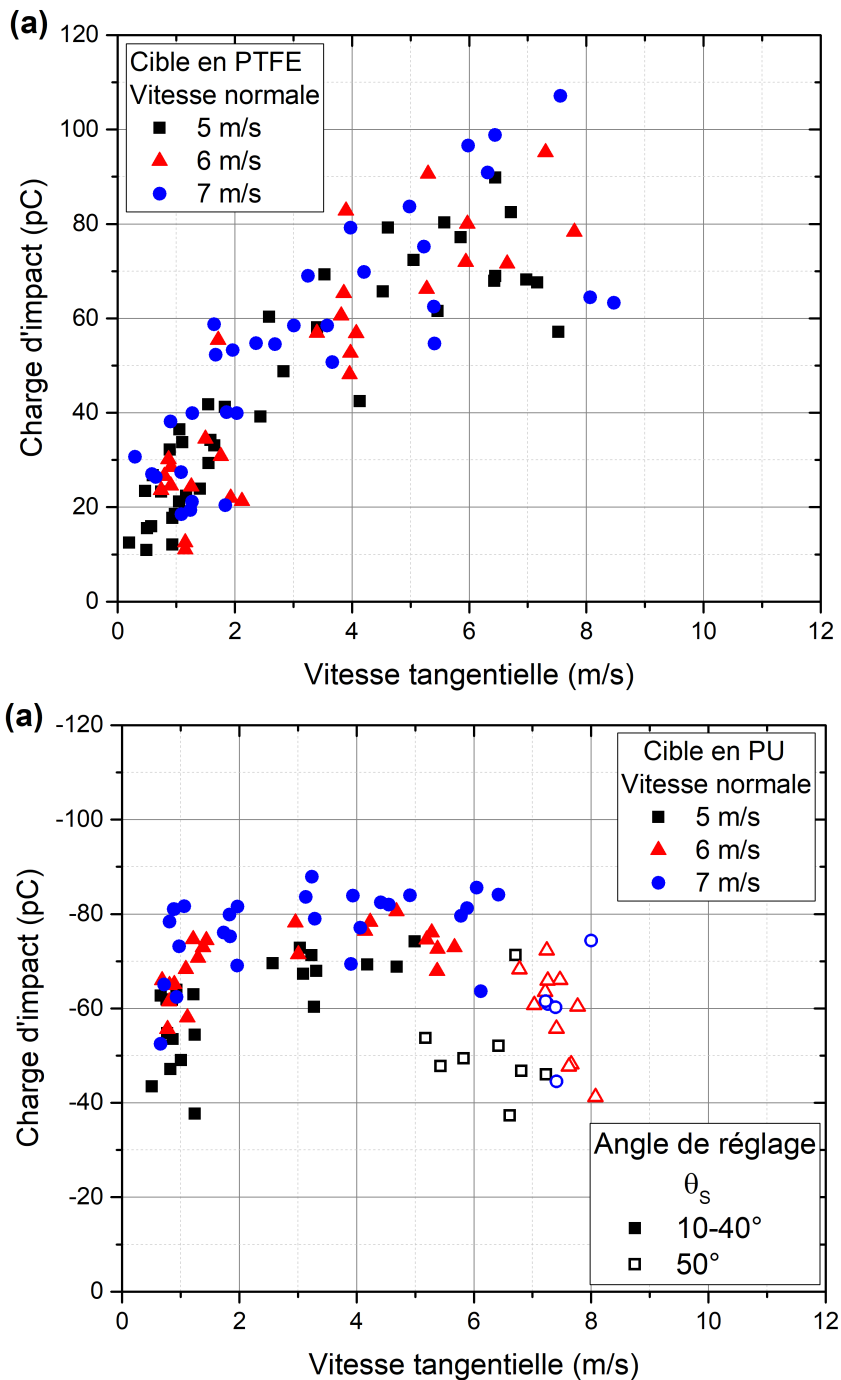 (a)
120
100
80
60
40
20
0
Charge d'impact (pC)
Cible en PTFE
Vitesse normale
5 m/s
6 m/s
7 m/s
0 2 4 6 8 10 12
Vitesse tangentielle (m/s)
(a)
-120
-100
-80
-60
-40
-20
0
Charge d'impact (pC)
Cible en PU
Vitesse normale
5 m/s
6 m/s
7 m/s
Angle de réglage
θS
10-40°
50°
0 2 4 6 8 10 12
Vitesse tangentielle (m/s)